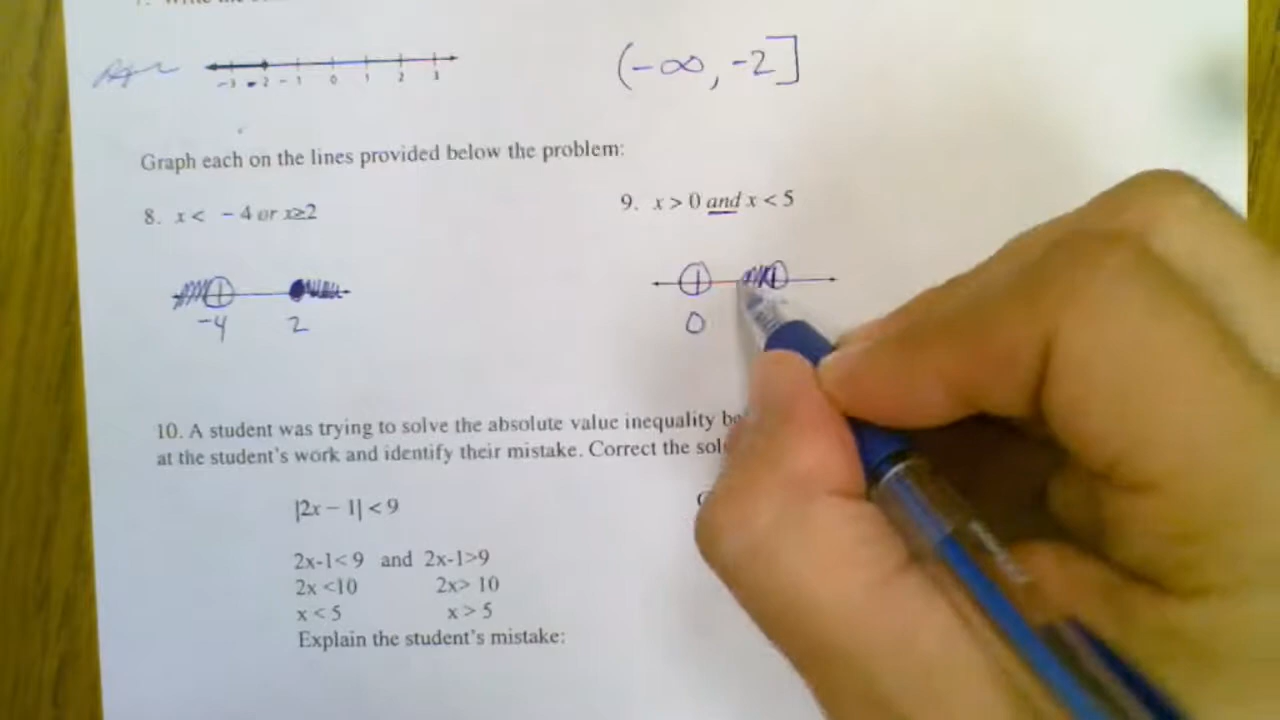 (-∞, -2]
-3 -2 -1 0 1 2 3
Graph each on the lines provided below the problem:
8. x < - 4 or x≥2
9. x > 0 and x < 5
-4 2
0
10. A student was trying to solve the absolute value inequality
at the student's work and identify their mistake. Correct the
|2x – 1| < 9
2x-1< 9 and 2x-1>9
2x <10 2x> 10
x < 5 x > 5
Explain the student's mistake: